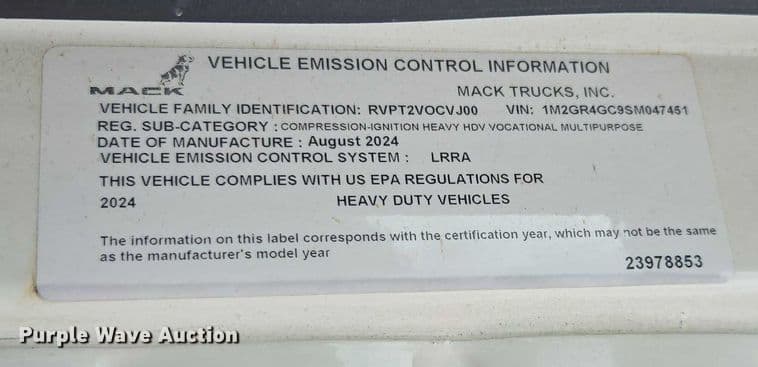 VEHICLE EMISSION CONTROL INFORMATION
MACK
MACK TRUCKS, INC.
VEHICLE FAMILY IDENTIFICATION: RVPT2VOCVJ00 VIN: 1M2GR4GC9SM047451
REG. SUB-CATEGORY : COMPRESSION-IGNITION HEAVY HDV VOCATIONAL MULTIPURPOSE
DATE OF MANUFACTURE : August 2024
VEHICLE EMISSION CONTROL SYSTEM : LRRA
THIS VEHICLE COMPLIES WITH US EPA REGULATIONS FOR
2024 HEAVY DUTY VEHICLES
The information on this label corresponds with the certification year, which may not be the same
as the manufacturer's model year
23978853
Purple Wave Auction